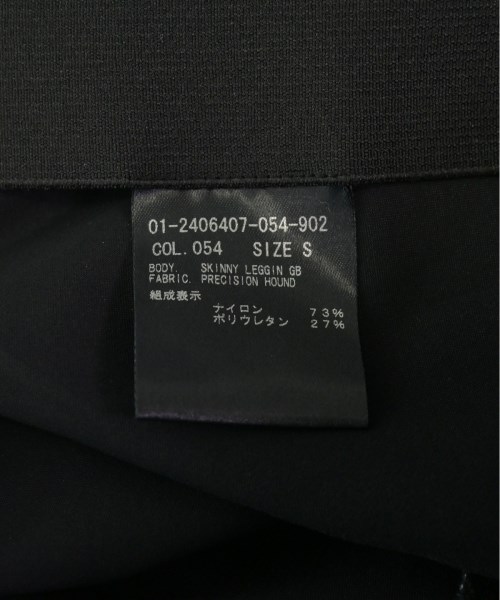 01-2406407-054-902
COL. 054 SIZE S
BODY. SKINNY LEGGIN GB
FABRIC. PRECISION HOUND
組成表示
ナイロン 73%
ポリウレタン 27%